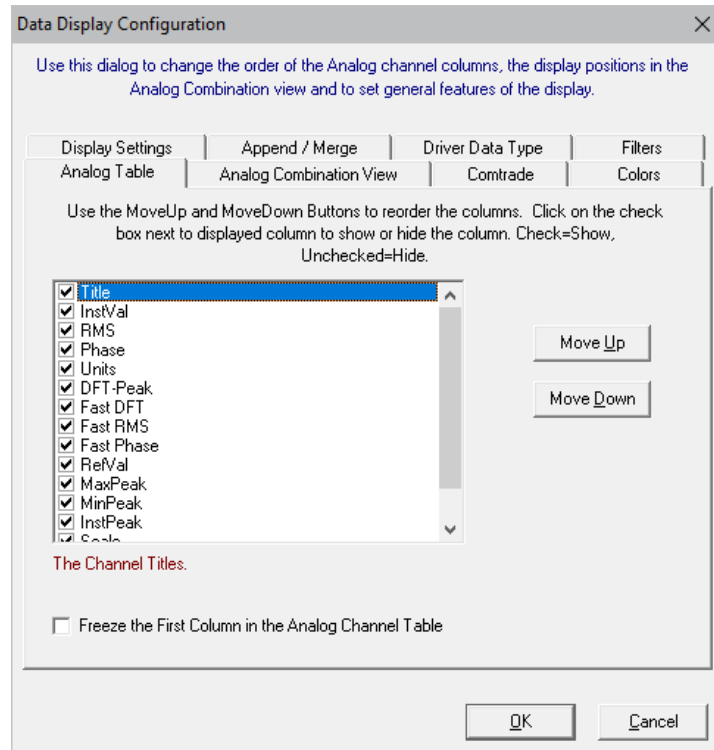 Data Display Configuration
Use this dialog to change the order of the Analog channel columns, the display positions in the
Analog Combination view and to set general features of the display.
Display Settings
Append / Merge
Driver Data Type
Filters
Analog Table
Analog Combination View
Comtrade
Colors
Use the MoveUp and MoveDown Buttons to reorder the columns. Click on the check
box next to displayed column to show or hide the column. Check=Show,
Unchecked=Hide.
Title
InstVal
RMS
Phase
Units
DFT-Peak
Fast DFT
Fast RMS
Fast Phase
RefVal
MaxPeak
MinPeak
InstPeak
Scale
Move Up
Move Down
The Channel Titles.
Freeze the First Column in the Analog Channel Table
OK
Cancel